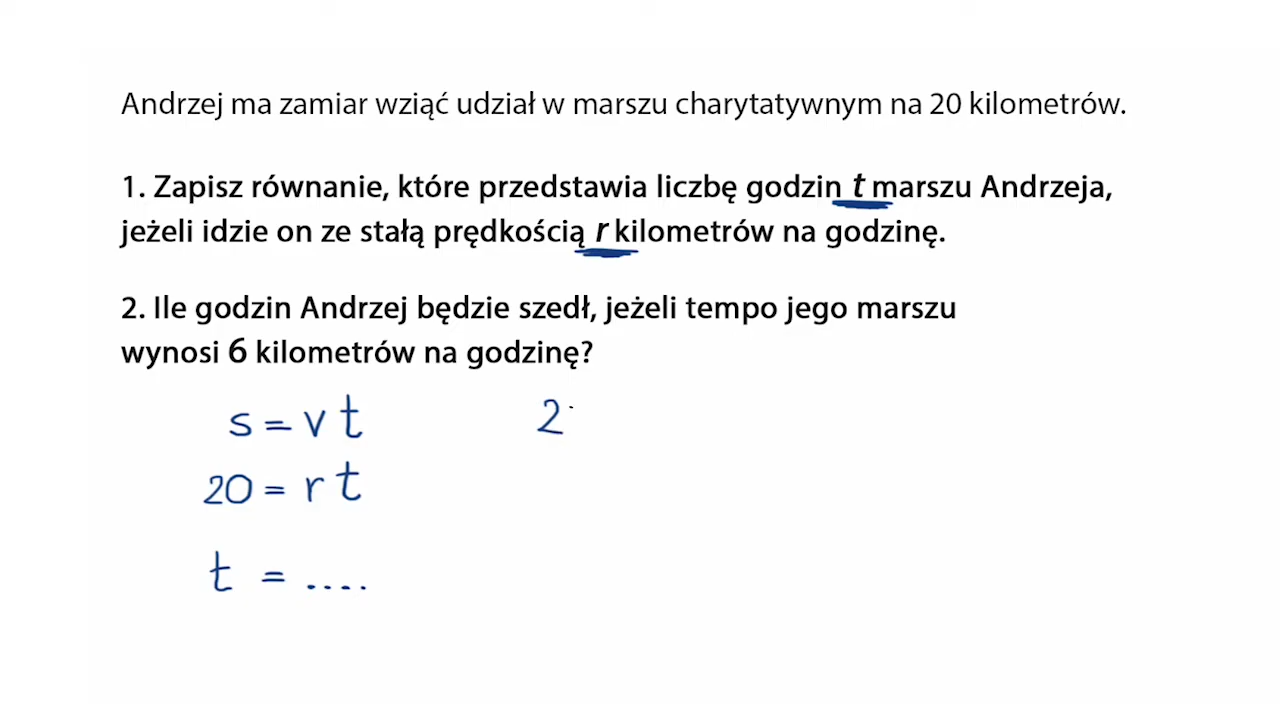 Andrzej ma zamiar wziąć udział w marszu charytatywnym na 20 kilometrów.
1. Zapisz równanie, które przedstawia liczbę godzin t marszu Andrzeja,
jeżeli idzie on ze stałą prędkością r kilometrów na godzinę.
2. Ile godzin Andrzej będzie szedł, jeżeli tempo jego marszu
wynosi 6 kilometrów na godzinę?
s = v t
20 = r t
t = ....
2